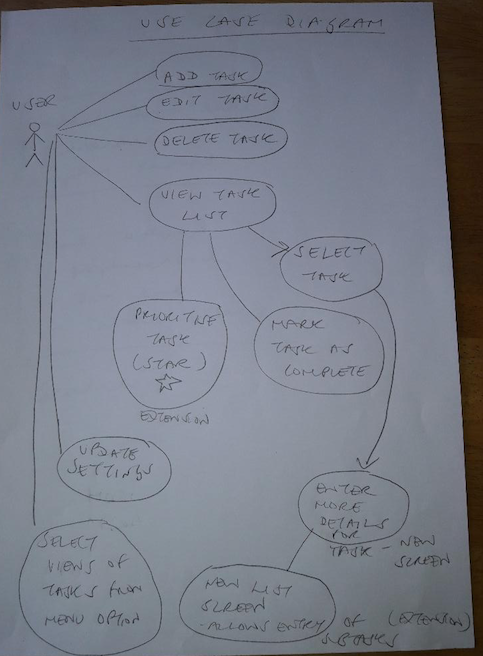 USE CASE DIAGRAM
USER
ADD TASK
EDIT TASK
DELETE TASK
VIEW TASK
LIST
SELECT
TASK
PRIORITISE
TASK
(STAR)
EXTENSION
MARK
TASK AS
COMPLETE
UPDATE
SETTINGS
ENTER
MORE
DETAILS
FOR
TASK - NEW
SCREEN
SELECT
VIEWS OF
TASKS FROM
MENU OPTION
NEW LIST
SCREEN
- ALLOWS ENTRY OF (EXTENSION)
SUBTASKS